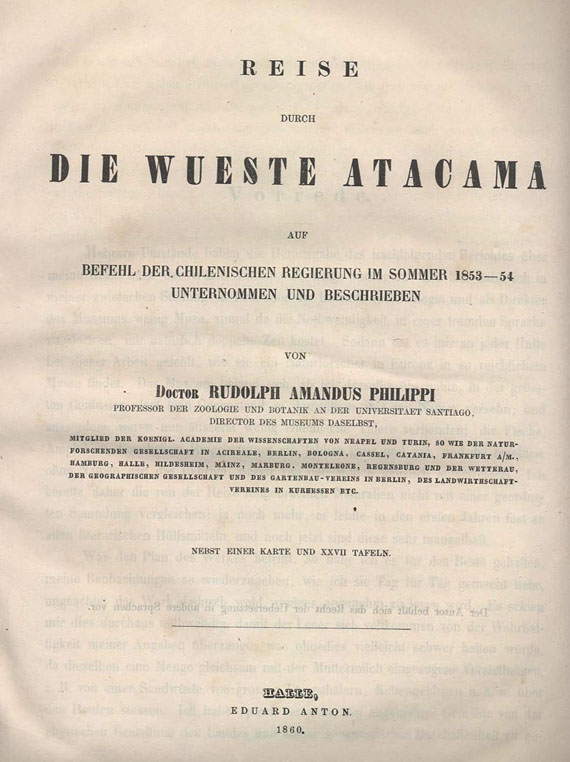 REISE
DURCH
DIE WUESTE ATACAMA
AUF
BEFEHL DER CHILENISCHEN REGIERUNG IM SOMMER 1853—54
UNTERNOMMEN UND BESCHRIEBEN
VON
DOCTOR RUDOLPH AMANDUS PHILIPPI
PROFESSOR DER ZOOLOGIE UND BOTANIK AN DER UNIVERSITAET SANTIAGO,
DIRECTOR DES MUSEUMS DASELBST,
MITGLIED DER KOENIGL. ACADEMIE DER WISSENSCHAFTEN VON NEAPEL UND TURIN, SO WIE DER NATUR-
FORSCHENDEN GESELLSCHAFT IN ACIREALE, BERLIN, BOLOGNA, CASSEL, CATANIA, FRANKFURT A/M.,
HAMBURG, HALLE, HILDESHEIM, MAINZ, MARBURG, MONTELEONE, REGENSBURG UND DER WETTERAU,
DER GEOGRAPHISCHEN GESELLSCHAFT UND DES GARTENBAU-VEREINS IN BERLIN, DES LANDWIRTHSCHAFT-
VEREINES IN KURHESSEN ETC.
NEBST EINER KARTE UND XXVII TAFELN.
HALLE,
EDUARD ANTON.
1860.